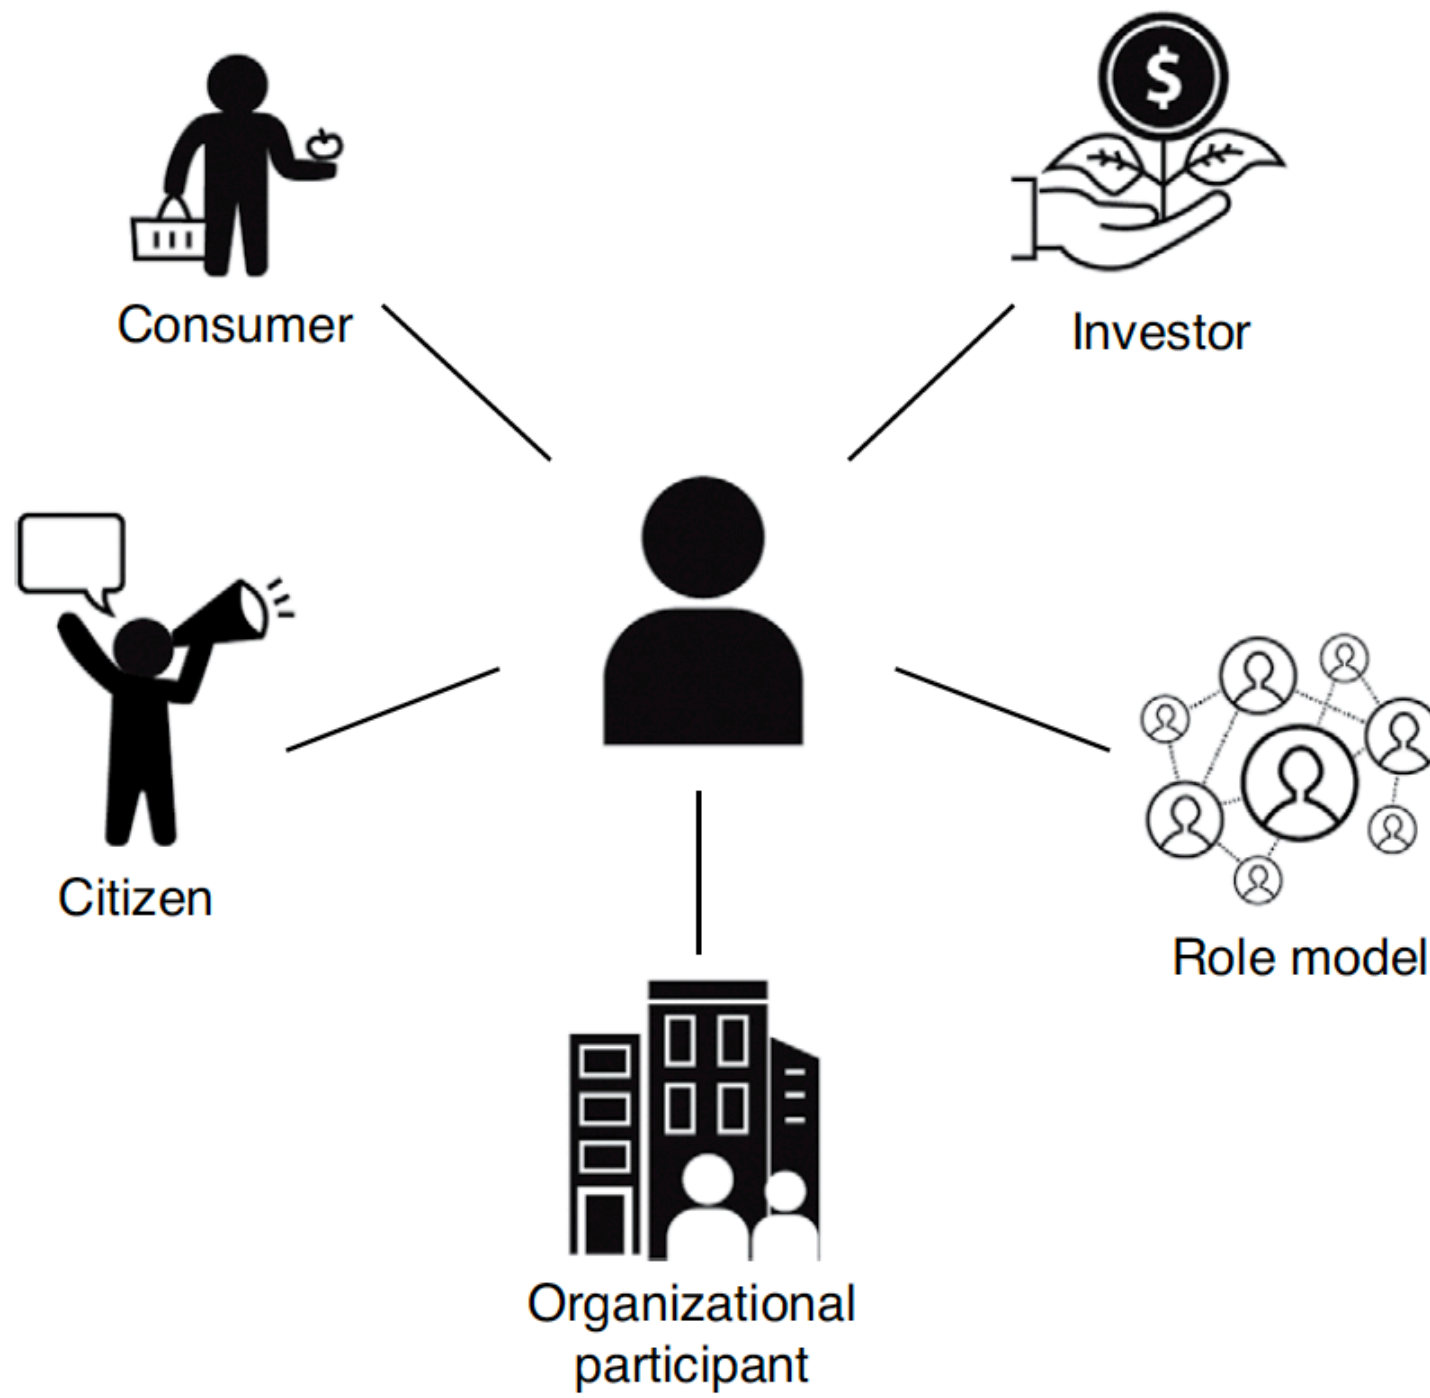 $
Consumer
Investor
Citizen
Role model
Organizational
participant